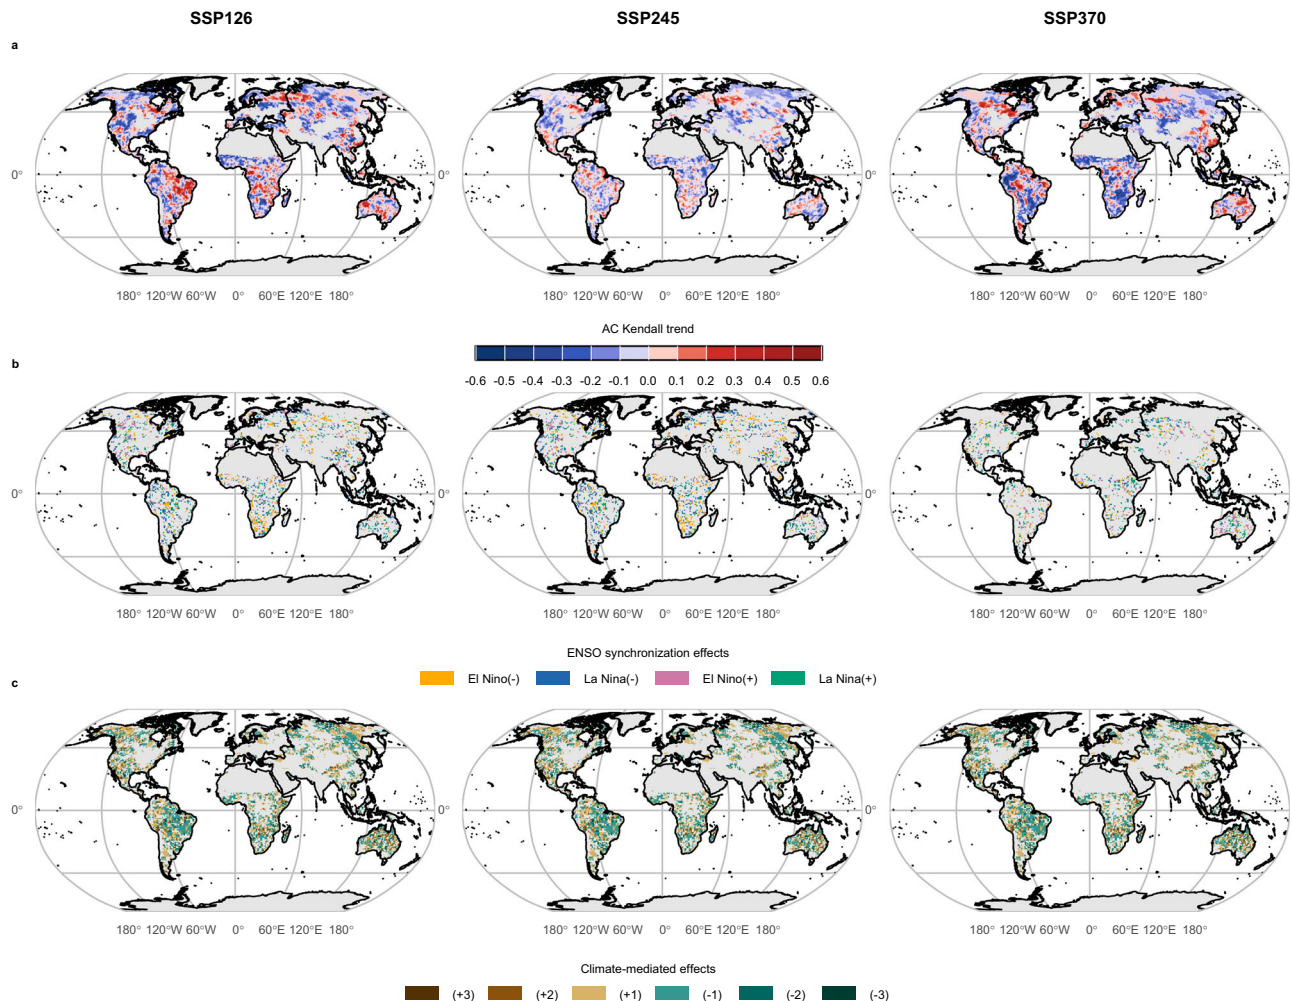 SSP126 SSP245 SSP370
a
0° 0° 0°
180° 120°W 60°W 0° 60°E 120°E 180° 180° 120°W 60°W 0° 60°E 120°E 180° 180° 120°W 60°W 0° 60°E 120°E 180°
AC Kendall trend
-0.6 -0.5 -0.4 -0.3 -0.2 -0.1 0.0 0.1 0.2 0.3 0.4 0.5 0.6
b
0° 0° 0°
180° 120°W 60°W 0° 60°E 120°E 180° 180° 120°W 60°W 0° 60°E 120°E 180° 180° 120°W 60°W 0° 60°E 120°E 180°
ENSO synchronization effects
El Nino(-) La Nina(-) El Nino(+) La Nina(+)
c
0° 0° 0°
180° 120°W 60°W 0° 60°E 120°E 180° 180° 120°W 60°W 0° 60°E 120°E 180° 180° 120°W 60°W 0° 60°E 120°E 180°
Climate-mediated effects
(+3) (+2) (+1) (-1) (-2) (-3)